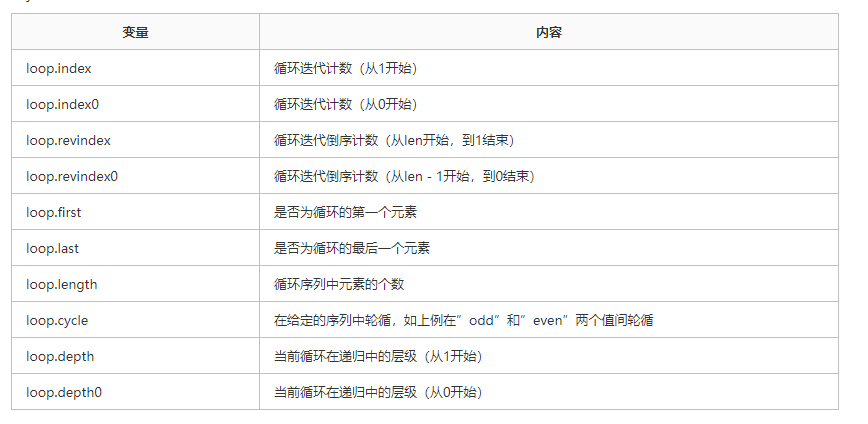 变量 内容
loop.index 循环迭代计数（从1开始）
loop.index0 循环迭代计数（从0开始）
loop.revindex 循环迭代倒序计数（从len开始，到1结束）
loop.revindex0 循环迭代倒序计数（从len - 1开始，到0结束）
loop.first 是否为循环的第一个元素
loop.last 是否为循环的最后一个元素
loop.length 循环序列中元素的个数
loop.cycle 在给定的序列中轮循，如上例在”odd”和”even”两个值间轮循
loop.depth 当前循环在递归中的层级（从1开始）
loop.depth0 当前循环在递归中的层级（从0开始）